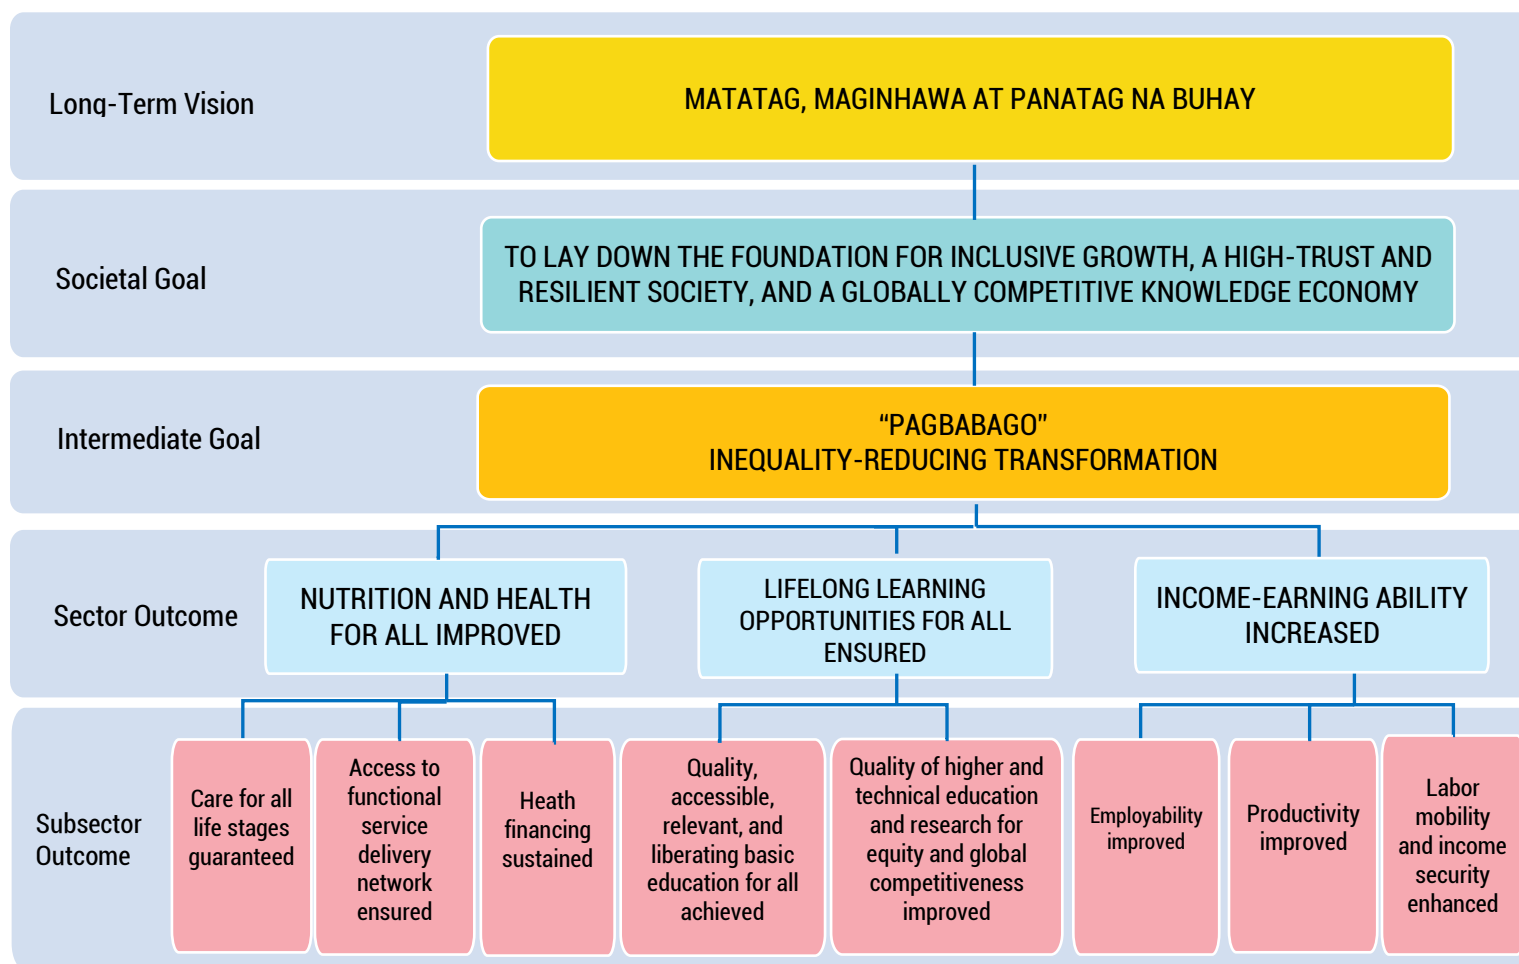 Long-Term Vision
MATATAG, MAGINHAWA AT PANATAG NA BUHAY
Societal Goal
TO LAY DOWN THE FOUNDATION FOR INCLUSIVE GROWTH, A HIGH-TRUST AND
RESILIENT SOCIETY, AND A GLOBALLY COMPETITIVE KNOWLEDGE ECONOMY
Intermediate Goal
“PAGBABAGO”
INEQUALITY-REDUCING TRANSFORMATION
Sector Outcome
NUTRITION AND HEALTH
FOR ALL IMPROVED
LIFELONG LEARNING
OPPORTUNITIES FOR ALL
ENSURED
INCOME-EARNING ABILITY
INCREASED
Subsector
Outcome
Care for all
life stages
guaranteed
Access to
functional
service
delivery
network
ensured
Heath
financing
sustained
Quality,
accessible,
relevant, and
liberating basic
education for all
achieved
Quality of higher and
technical education
and research for
equity and global
competitiveness
improved
Employability
improved
Productivity
improved
Labor
mobility
and income
security
enhanced